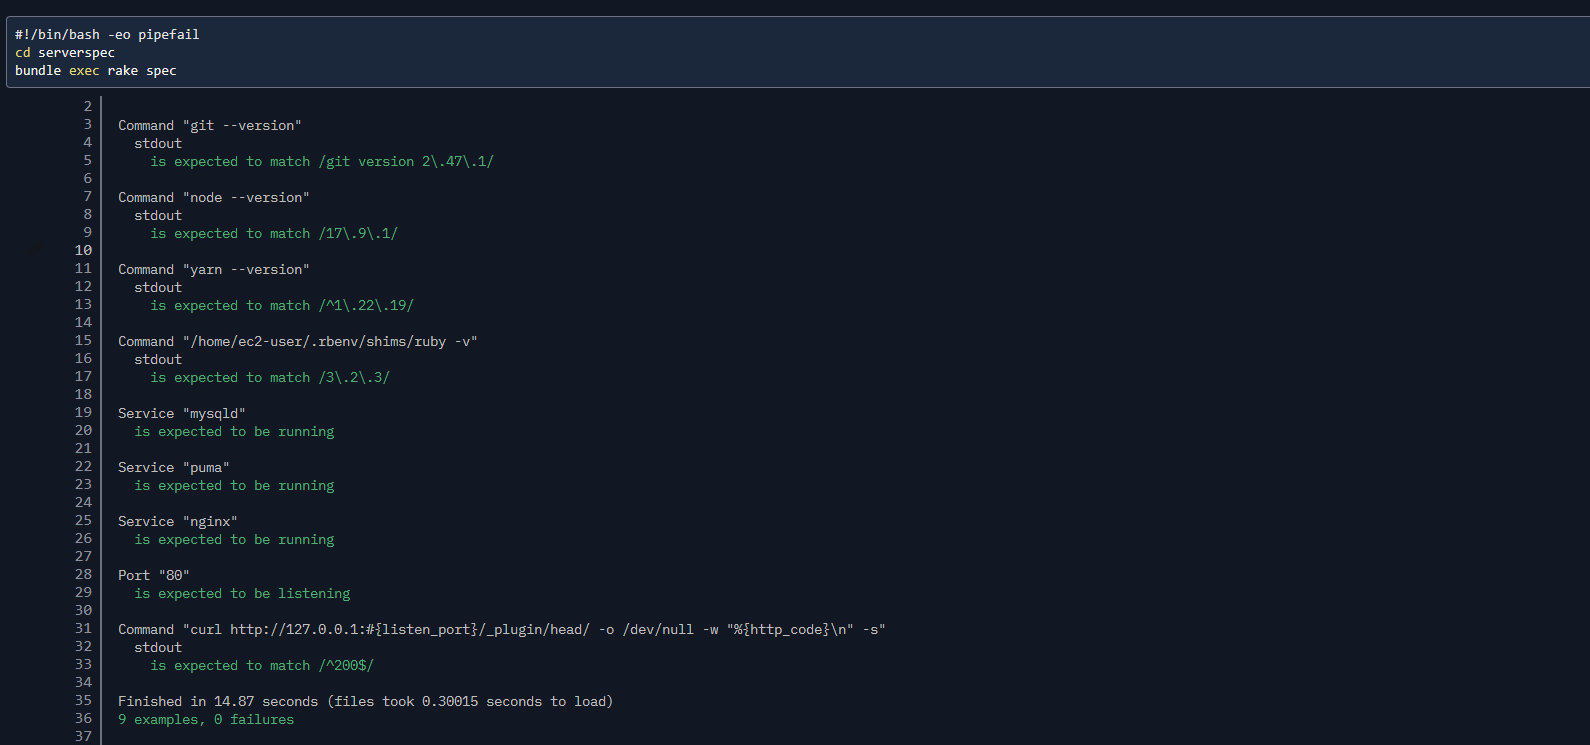 #!/bin/bash -eo pipefail
cd serverspec
bundle exec rake spec
2
3 Command "git --version"
4 stdout
5 is expected to match /git version 2\.47\.1/
6
7 Command "node --version"
8 stdout
9 is expected to match /17\.9\.1/
10
11 Command "yarn --version"
12 stdout
13 is expected to match /^1\.22\.19/
14
15 Command "/home/ec2-user/.rbenv/shims/ruby -v"
16 stdout
17 is expected to match /3\.2\.3/
18
19 Service "mysqld"
20 is expected to be running
21
22 Service "puma"
23 is expected to be running
24
25 Service "nginx"
26 is expected to be running
27
28 Port "80"
29 is expected to be listening
30
31 Command "curl http://127.0.0.1:#{listen_port}/_plugin/head/ -o /dev/null -w "%{http_code}\n" -s"
32 stdout
33 is expected to match /^200$/
34
35 Finished in 14.87 seconds (files took 0.30015 seconds to load)
36 9 examples, 0 failures
37